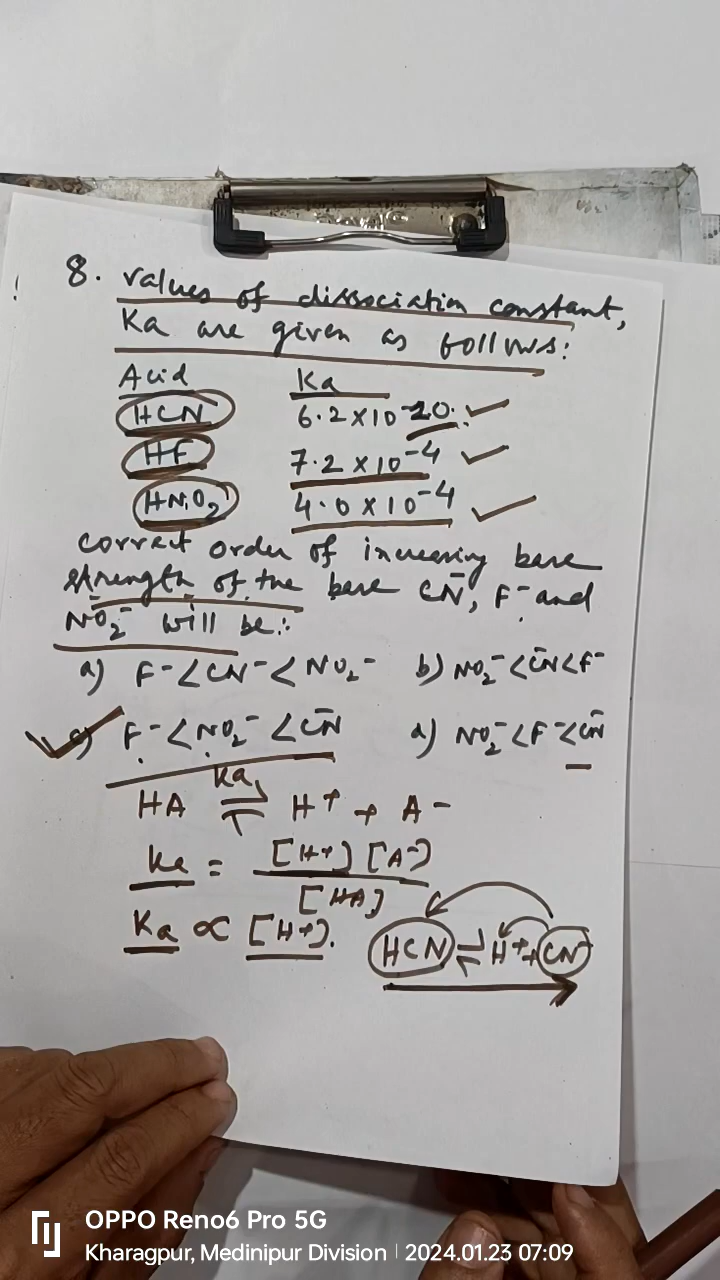 8. values of dissociation constant,
Ka are given as follows:
Acid Ka
HCN 6.2 x 10-20.
HF 7.2 x 10-4
HNO2 4.0 x 10-4
correct order of increasing base
strength of the base CN-, F- and
NO2- will be:
a) F- < CN- < NO2- b) NO2- < CN- < F-
c) F- < NO2- < CN- d) NO2- < F- < CN-
HA ⇌ H+ + A-
Ka
Ka = [H+] [A-]
[HA]
Ka ∝ [H+].
HCN ⇌ H+ + CN-
OPPO Reno6 Pro 5G
Kharagpur, Medinipur Division | 2024.01.23 07:09